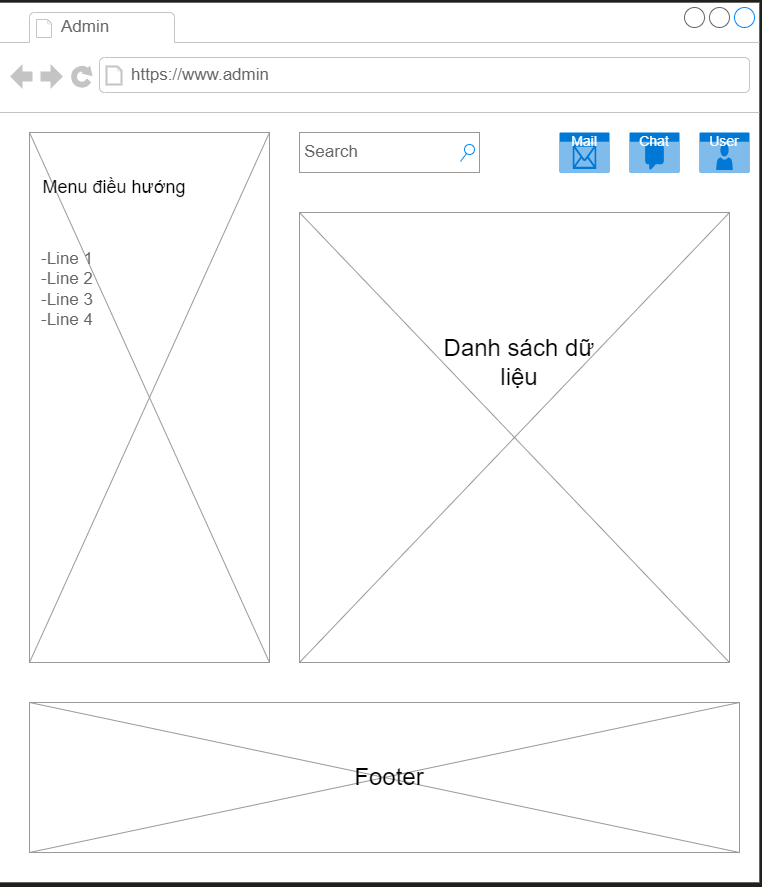 Admin
https://www.admin
Search
Mail
Chat
User
Menu điều hướng
-Line 1
-Line 2
-Line 3
-Line 4
Danh sách dữ
liệu
Footer